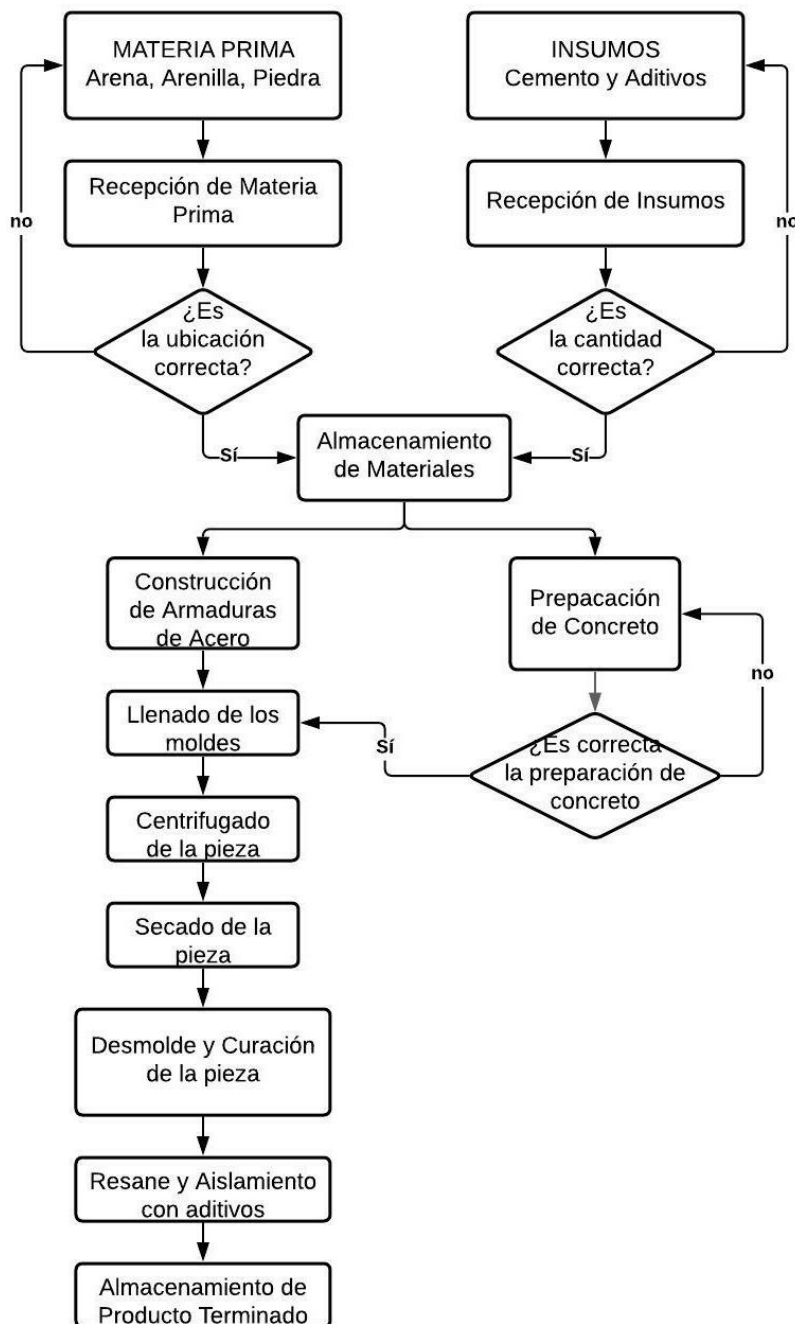 MATERIA PRIMA
Arena, Arenilla, Piedra
INSUMOS
Cemento y Aditivos
Recepción de Materia
Prima
Recepción de Insumos
no
no
¿Es
la ubicación
correcta?
¿Es
la cantidad
correcta?
Sí
Almacenamiento
de Materiales
Sí
Construcción
de Armaduras
de Acero
Prepacación
de Concreto
no
Llenado de los
moldes
Sí
¿Es correcta
la preparación de
concreto
Centrifugado
de la pieza
Secado de la
pieza
Desmolde y Curación
de la pieza
Resane y Aislamiento
con aditivos
Almacenamiento de
Producto Terminado